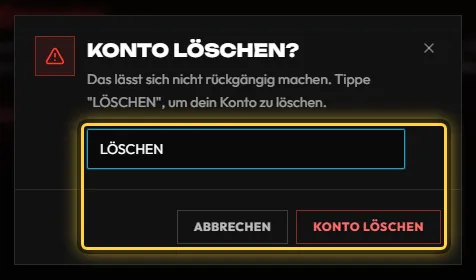 KONTO LÖSCHEN?
Das lässt sich nicht rückgängig machen. Tippe
"LÖSCHEN", um dein Konto zu löschen.
LÖSCHEN
ABBRECHEN KONTO LÖSCHEN